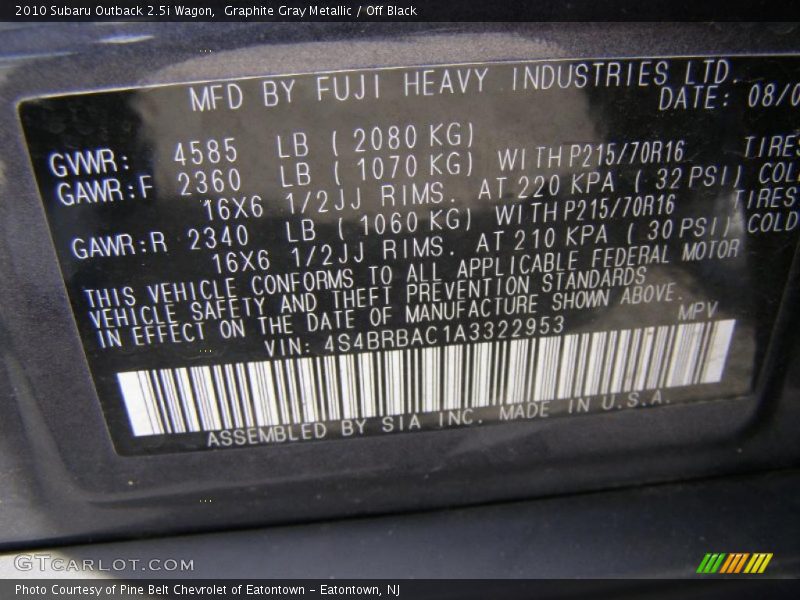 2010 Subaru Outback 2.5i Wagon,  Graphite Gray Metallic / Off Black
MFD BY FUJI HEAVY INDUSTRIES LTD.
DATE: 08/0
GVWR: 4585 LB ( 2080 KG)
GAWR:F 2360 LB ( 1070 KG) WITH P215/70R16 TIRES
16X6 1/2JJ RIMS. AT 220 KPA ( 32 PSI) COL
GAWR:R 2340 LB ( 1060 KG) WITH P215/70R16 TIRES
16X6 1/2JJ RIMS. AT 210 KPA ( 30 PSI) COLD
THIS VEHICLE CONFORMS TO ALL APPLICABLE FEDERAL MOTOR
VEHICLE SAFETY AND THEFT PREVENTION STANDARDS
IN EFFECT ON THE DATE OF MANUFACTURE SHOWN ABOVE.
VIN: 4S4BRBAC1A3322953 MPV
ASSEMBLED BY SIA INC. MADE IN U.S.A.
GTCARLOT.COM
Photo Courtesy of Pine Belt Chevrolet of Eatontown – Eatontown, NJ